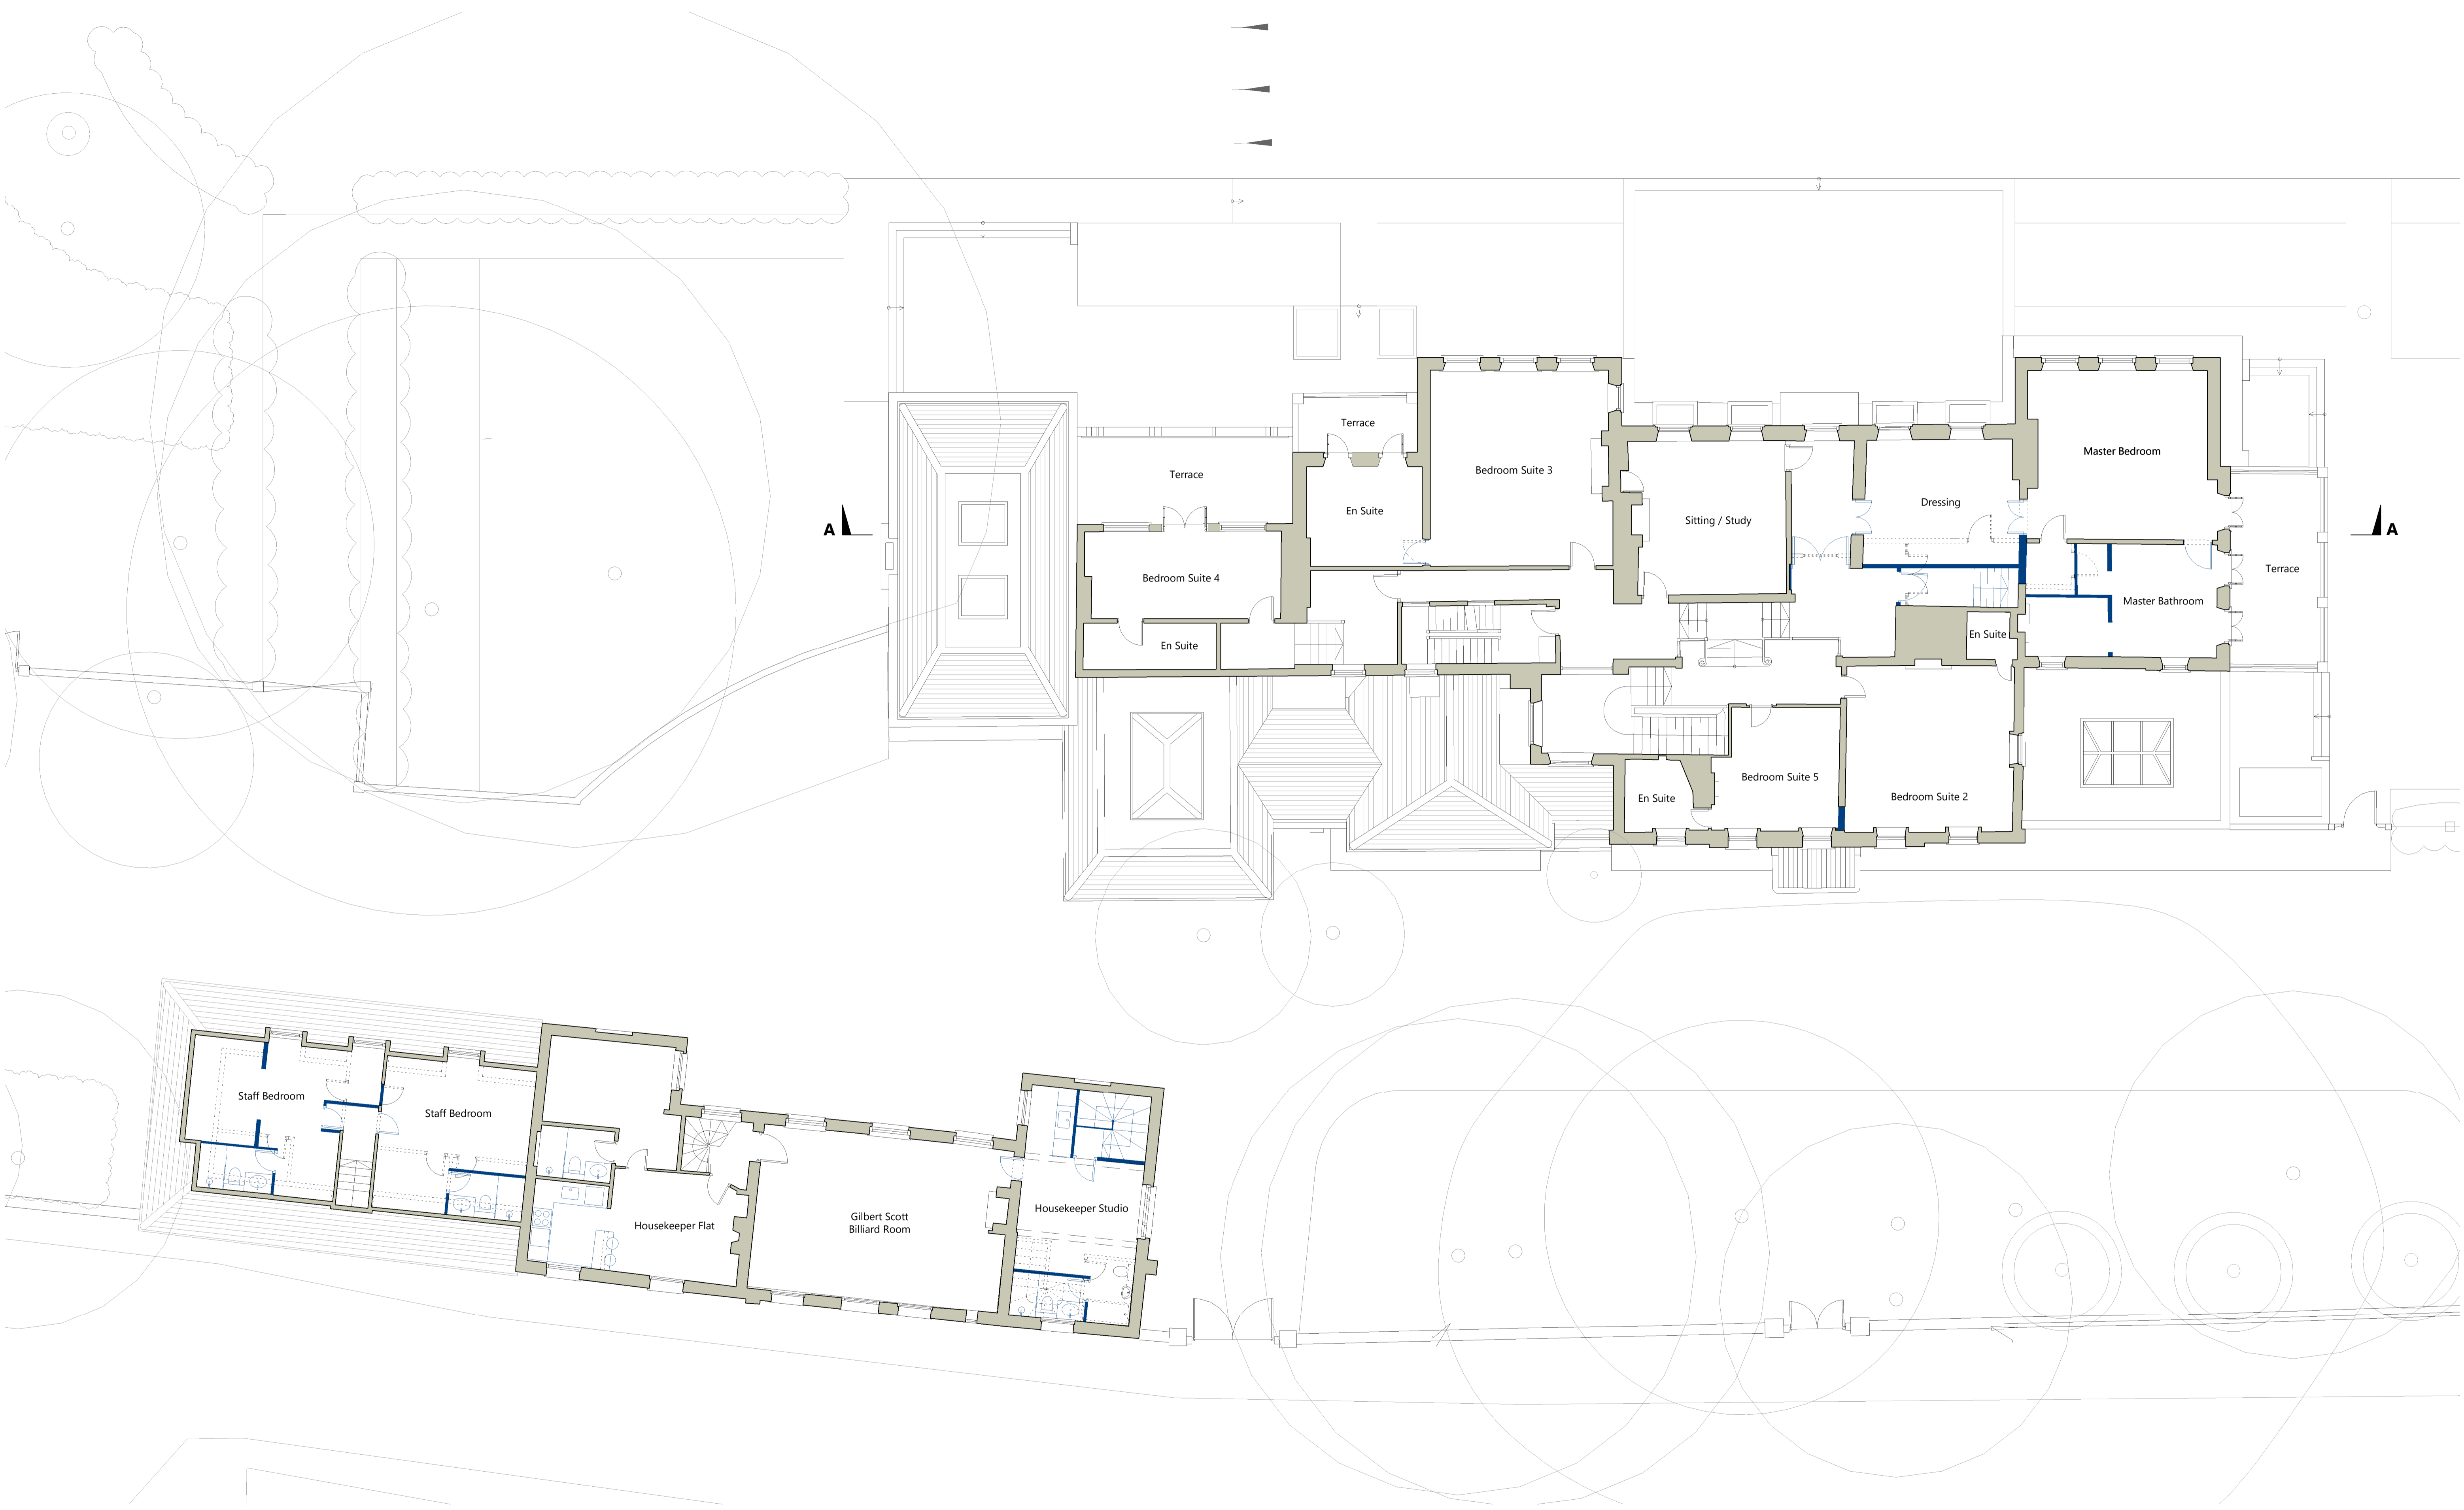 Terrace
Terrace
Master Bedroom
Bedroom Suite 3
Dressing
En Suite
Sitting / Study
A
A
Terrace
Bedroom Suite 4
Master Bathroom
En Suite
En Suite
Bedroom Suite 5
En Suite
Bedroom Suite 2
Staff Bedroom
Staff Bedroom
Housekeeper Flat
Gilbert Scott
Billiard Room
Housekeeper Studio